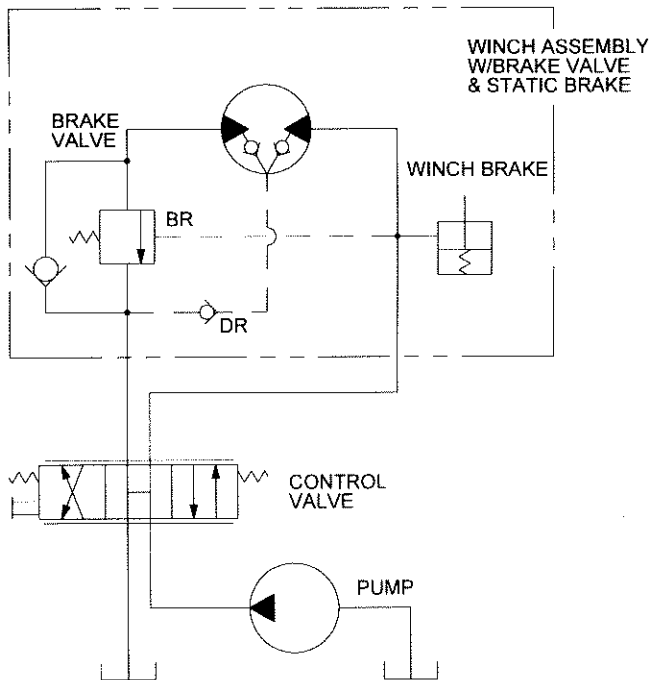 WINCH ASSEMBLY
W/BRAKE VALVE
& STATIC BRAKE
BRAKE
VALVE
WINCH BRAKE
BR
DR
CONTROL
VALVE
PUMP